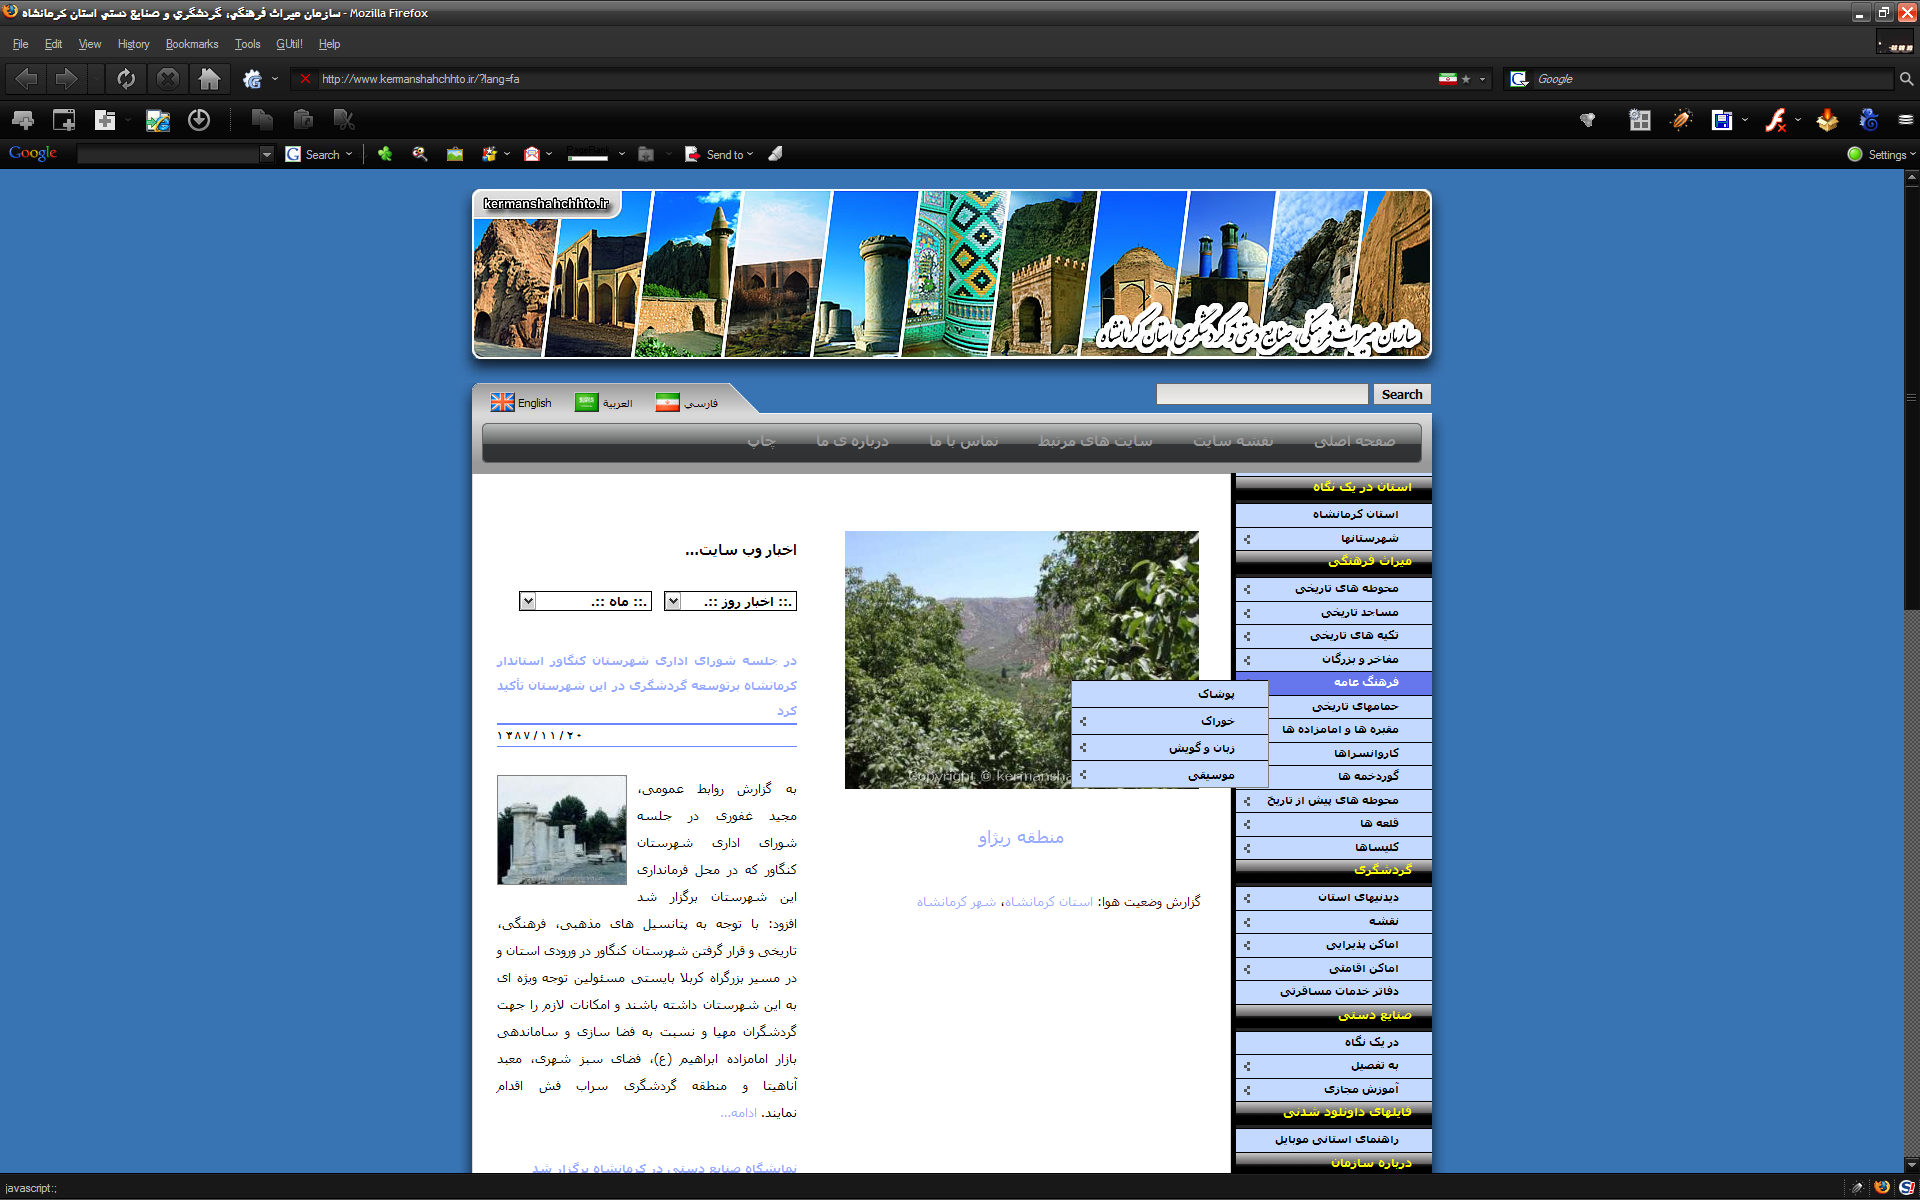 سازمان ميراث فرهنگي، گردشگري و صنايع دستي استان کرمانشاه - Mozilla Firefox
File Edit View History Bookmarks Tools GUtil! Help
http://www.kermanshahchhto.ir/?lang=fa
Google
Google Search PageRank Send to Settings
kermanshahchhto.ir
سازمان میراث فرهنگی، صنایع دستی و گردشگری استان کرمانشاه
English العربية فارسي
Search
صفحه اصلی نقشه سایت سایت های مرتبط تماس با ما درباره ی ما چاپ
استان در یک نگاه
استان کرمانشاه
شهرستانها
میراث فرهنگی
محوطه های تاریخی
مساجد تاریخی
تکیه های تاریخی
مفاخر و بزرگان
فرهنگ عامه
حمامهای تاریخی
مقبره ها و امامزاده ها
کاروانسراها
گوردخمه ها
محوطه های پیش از تاریخ
قلعه ها
کلیساها
گردشگری
دیدنیهای استان
نقشه
اماکن پذیرایی
اماکن اقامتی
دفاتر خدمات مسافرتی
صنایع دستی
در یک نگاه
به تفصیل
آموزش مجازی
فایلهای داونلود شدنی
راهنمای استانی موبایل
درباره سازمان
پوشاک
خوراک
زبان و گویش
موسیقی
Copyright © kermansha
منطقه ریژاو
گزارش وضعیت هوا: استان کرمانشاه، شهر کرمانشاه
اخبار وب سایت...
.:: اخبار روز ::. .:: ماه ::.
در جلسه شورای اداری شهرستان کنگاور استاندار
کرمانشاه برتوسعه گردشگری در این شهرستان تأکید
کرد
۱۳۸۷/۱۱/۲۰
به گزارش روابط عمومی،
مجید غفوری در جلسه
شورای اداری شهرستان
کنگاور که در محل فرمانداری
این شهرستان برگزار شد
افزود: با توجه به پتانسیل های مذهبی، فرهنگی،
تاریخی و قرار گرفتن شهرستان کنگاور در ورودی استان و
در مسیر بزرگراه کربلا بایستی مسئولین توجه ویژه ای
به این شهرستان داشته باشند و امکانات لازم را جهت
گردشگران مهیا و نسبت به فضا سازی و ساماندهی
بازار امامزاده ابراهیم (ع)، فضای سبز شهری، معبد
آناهیتا و منطقه گردشگری سراب فش اقدام
نمایند. ادامه...
نمایشگاه صنایع دستی در کرمانشاه برگزار شد
javascript:;